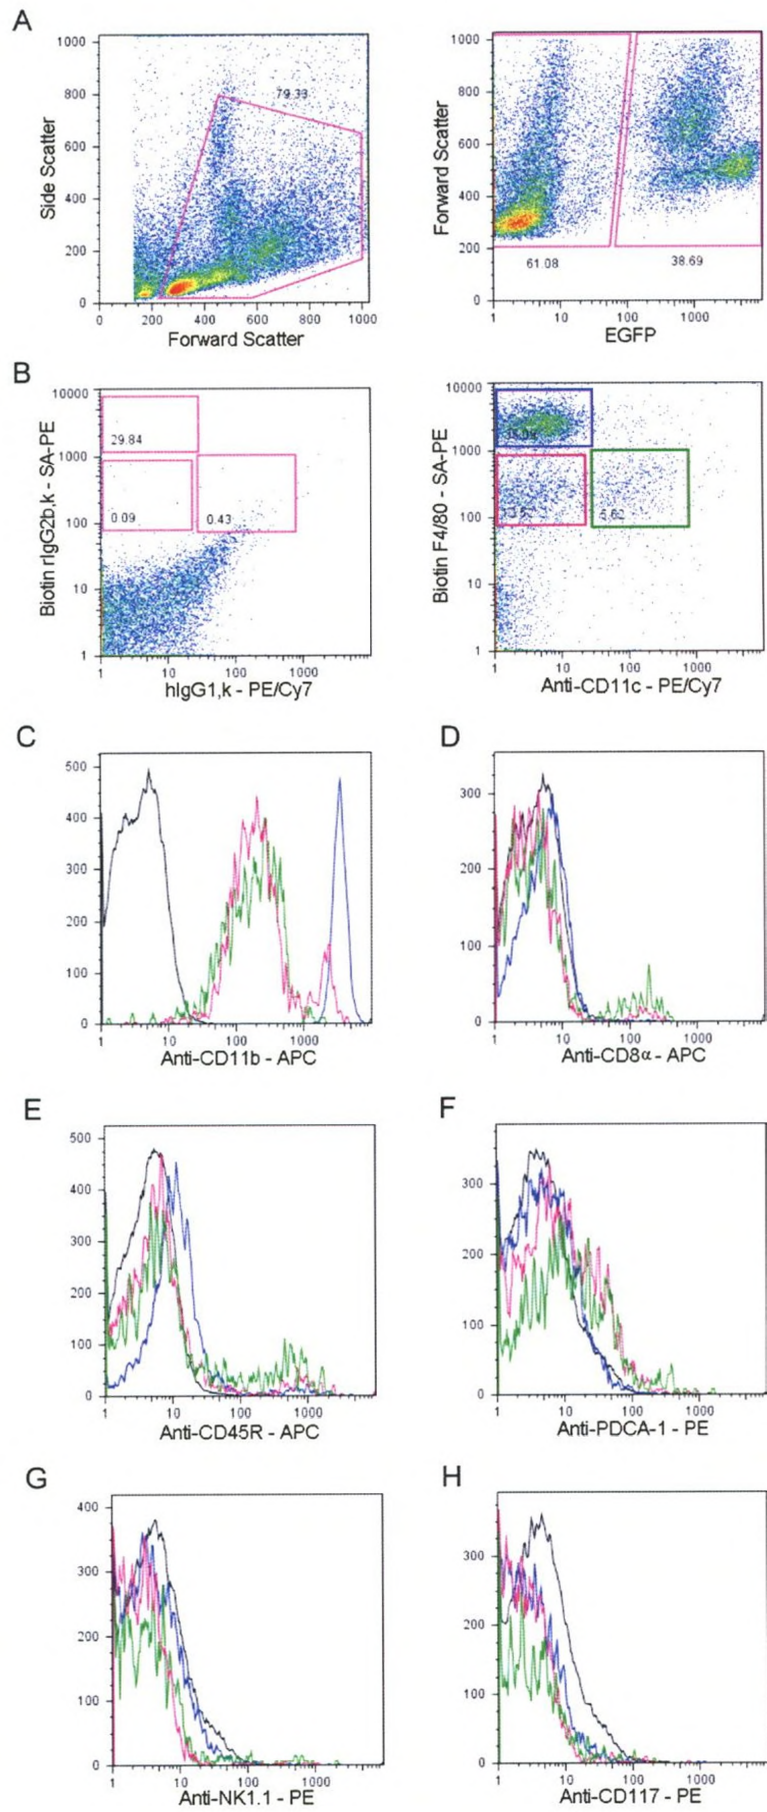 A
1000
800
600
400
200
0
Side Scatter
79.33
0 200 400 600 800 1000
Forward Scatter
1000
800
600
400
200
0
Forward Scatter
61.08
38.69
1 10 100 1000
EGFP
B
10000
1000
100
10
1
Biotin rIgG2b,k - SA-PE
29.84
0.09
0.43
1 10 100 1000
hIgG1,k - PE/Cy7
10000
1000
100
10
1
Biotin F4/80 - SA-PE
5.62
1 10 100 1000
Anti-CD11c - PE/Cy7
C
500
400
300
200
100
0
1 10 100 1000
Anti-CD11b - APC
D
300
200
100
0
1 10 100 1000
Anti-CD8α - APC
E
500
400
300
200
100
0
1 10 100 1000
Anti-CD45R - APC
F
300
200
100
0
1 10 100 1000
Anti-PDCA-1 - PE
G
400
300
200
100
0
1 10 100 1000
Anti-NK1.1 - PE
H
300
200
100
0
1 10 100 1000
Anti-CD117 - PE